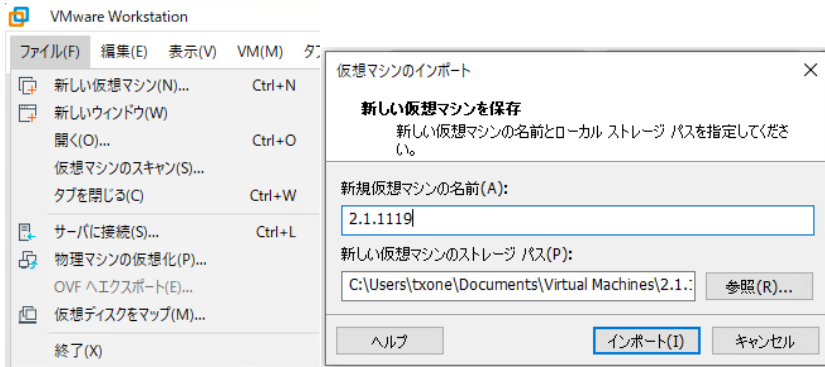 VMware Workstation
ファイル(F) 編集(E) 表示(V) VM(M) タブ
新しい仮想マシン(N)... Ctrl+N
新しいウィンドウ(W)
開く(O)... Ctrl+O
仮想マシンのスキャン(S)...
タブを閉じる(C) Ctrl+W
サーバに接続(S)... Ctrl+L
物理マシンの仮想化(P)...
OVF へエクスポート(E)...
仮想ディスクをマップ(M)...
終了(X)
仮想マシンのインポート
新しい仮想マシンを保存
新しい仮想マシンの名前とローカル ストレージ パスを指定してくださ
い。
新規仮想マシンの名前(A):
2.1.1119
新しい仮想マシンのストレージ パス(P):
C:\Users\txone\Documents\Virtual Machines\2.1.: 参照(R)...
ヘルプ インポート(I) キャンセル